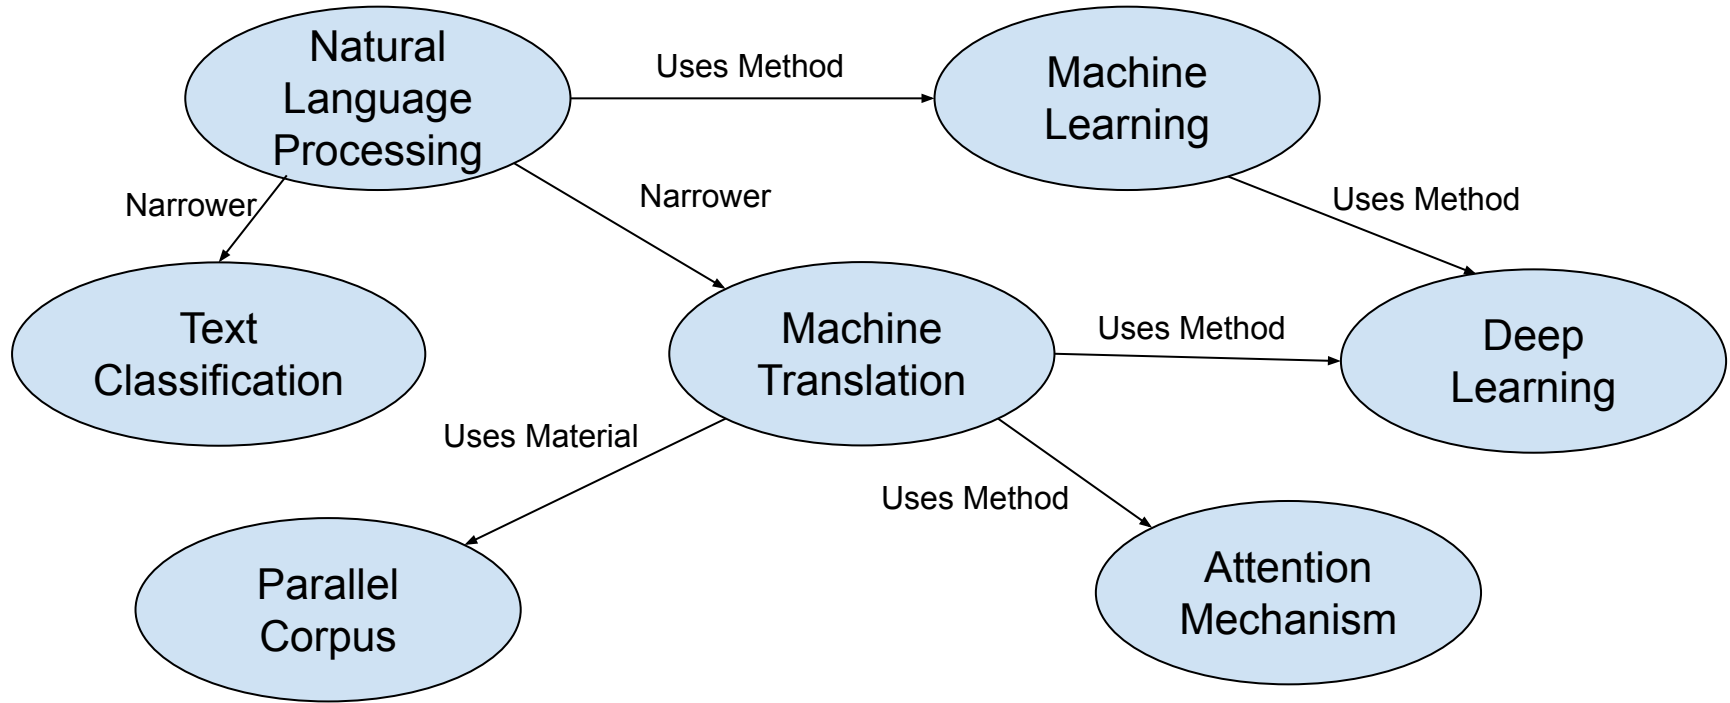 Natural
Language
Processing
Uses Method
Machine
Learning
Narrower
Narrower
Uses Method
Text
Classification
Machine
Translation
Uses Method
Deep
Learning
Uses Material
Uses Method
Parallel
Corpus
Attention
Mechanism